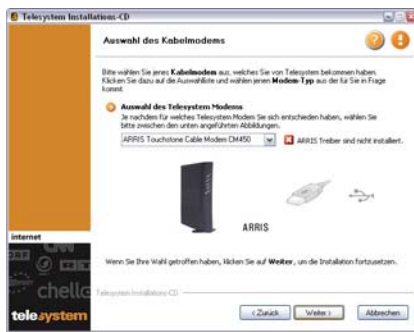 Telesystem Installations-CD
Auswahl des Kabelmodems
Bitte wählen Sie jenes Kabelmodem aus, welches Sie von Telesystem bekommen haben.
Klicken Sie dazu auf die Auswahlliste und wählen jenen Modem-Typ aus der für Sie in Frage
kommt.
Auswahl des Telesystem Modems
Je nachdem für welches Telesystem Modem Sie sich entschieden haben, wählen Sie
bitte zwischen den unten angeführten Abbildungen.
ARRIS Touchstone Cable Modem CM450
ARRIS Treiber sind nicht installiert.
ARRIS
internet
chello
telesystem
Wenn Sie Ihre Wahl getroffen haben, klicken Sie auf Weiter, um die Installation fortzusetzen.
Telesystem Installations-CD
< Zurück
Weiter >
Abbrechen